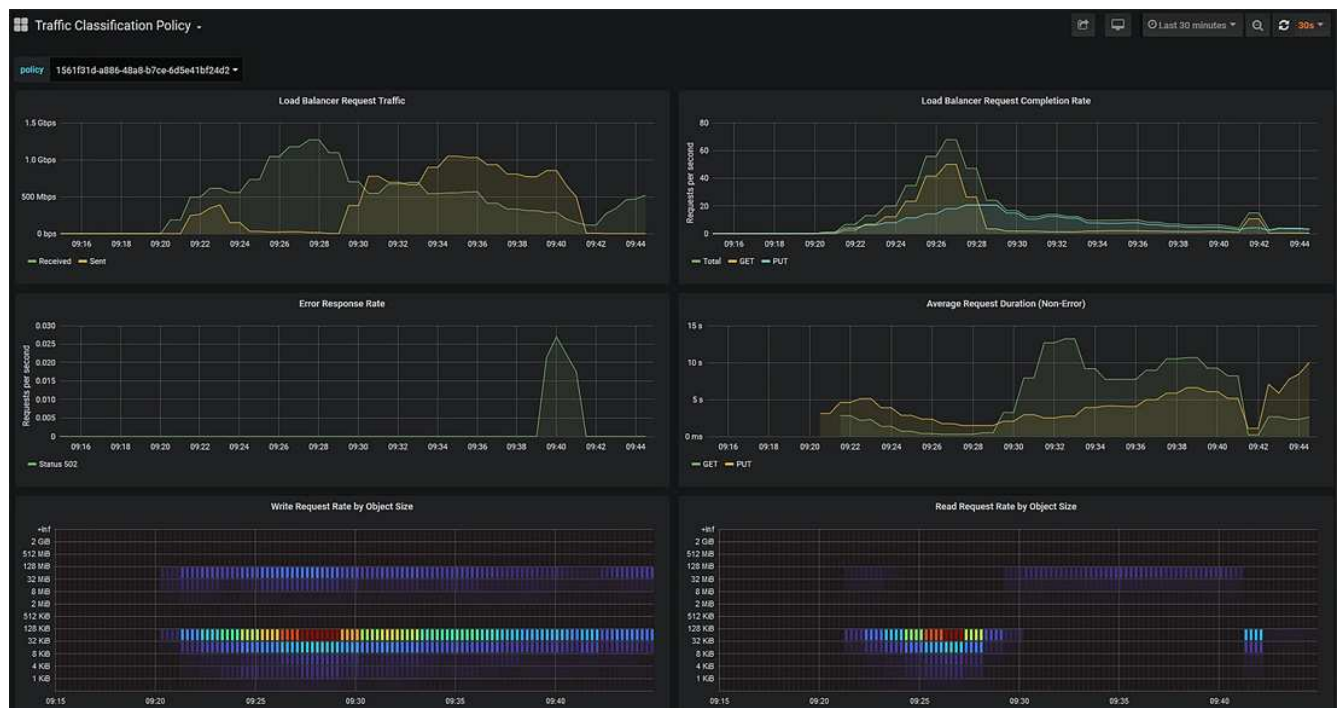 Traffic Classification Policy
Last 30 minutes 30s
policy 1561f31d-a886-48a8-b7ce-6d5e41bf24d2
Load Balancer Request Traffic
1.5 Gbps
1.0 Gbps
500 Mbps
0 bps
09:16 09:18 09:20 09:22 09:24 09:26 09:28 09:30 09:32 09:34 09:36 09:38 09:40 09:42 09:44
Received Sent
Load Balancer Request Completion Rate
Requests per second
80
60
40
20
0
09:16 09:18 09:20 09:22 09:24 09:26 09:28 09:30 09:32 09:34 09:36 09:38 09:40 09:42 09:44
Total GET PUT
Error Response Rate
Requests per second
0.030
0.025
0.020
0.015
0.010
0.005
0
09:16 09:18 09:20 09:22 09:24 09:26 09:28 09:30 09:32 09:34 09:36 09:38 09:40 09:42 09:44
Status 502
Average Request Duration (Non-Error)
15 s
10 s
5 s
0 ms
09:16 09:18 09:20 09:22 09:24 09:26 09:28 09:30 09:32 09:34 09:36 09:38 09:40 09:42 09:44
GET PUT
Write Request Rate by Object Size
+Inf
2 GiB
512 MiB
128 MiB
32 MiB
8 MiB
2 MiB
512 KiB
128 KiB
32 KiB
8 KiB
4 KiB
1 KiB
09:15 09:20 09:25 09:30 09:35 09:40
Read Request Rate by Object Size
+Inf
2 GiB
512 MiB
128 MiB
32 MiB
8 MiB
2 MiB
512 KiB
128 KiB
32 KiB
8 KiB
4 KiB
1 KiB
09:15 09:20 09:25 09:30 09:35 09:40